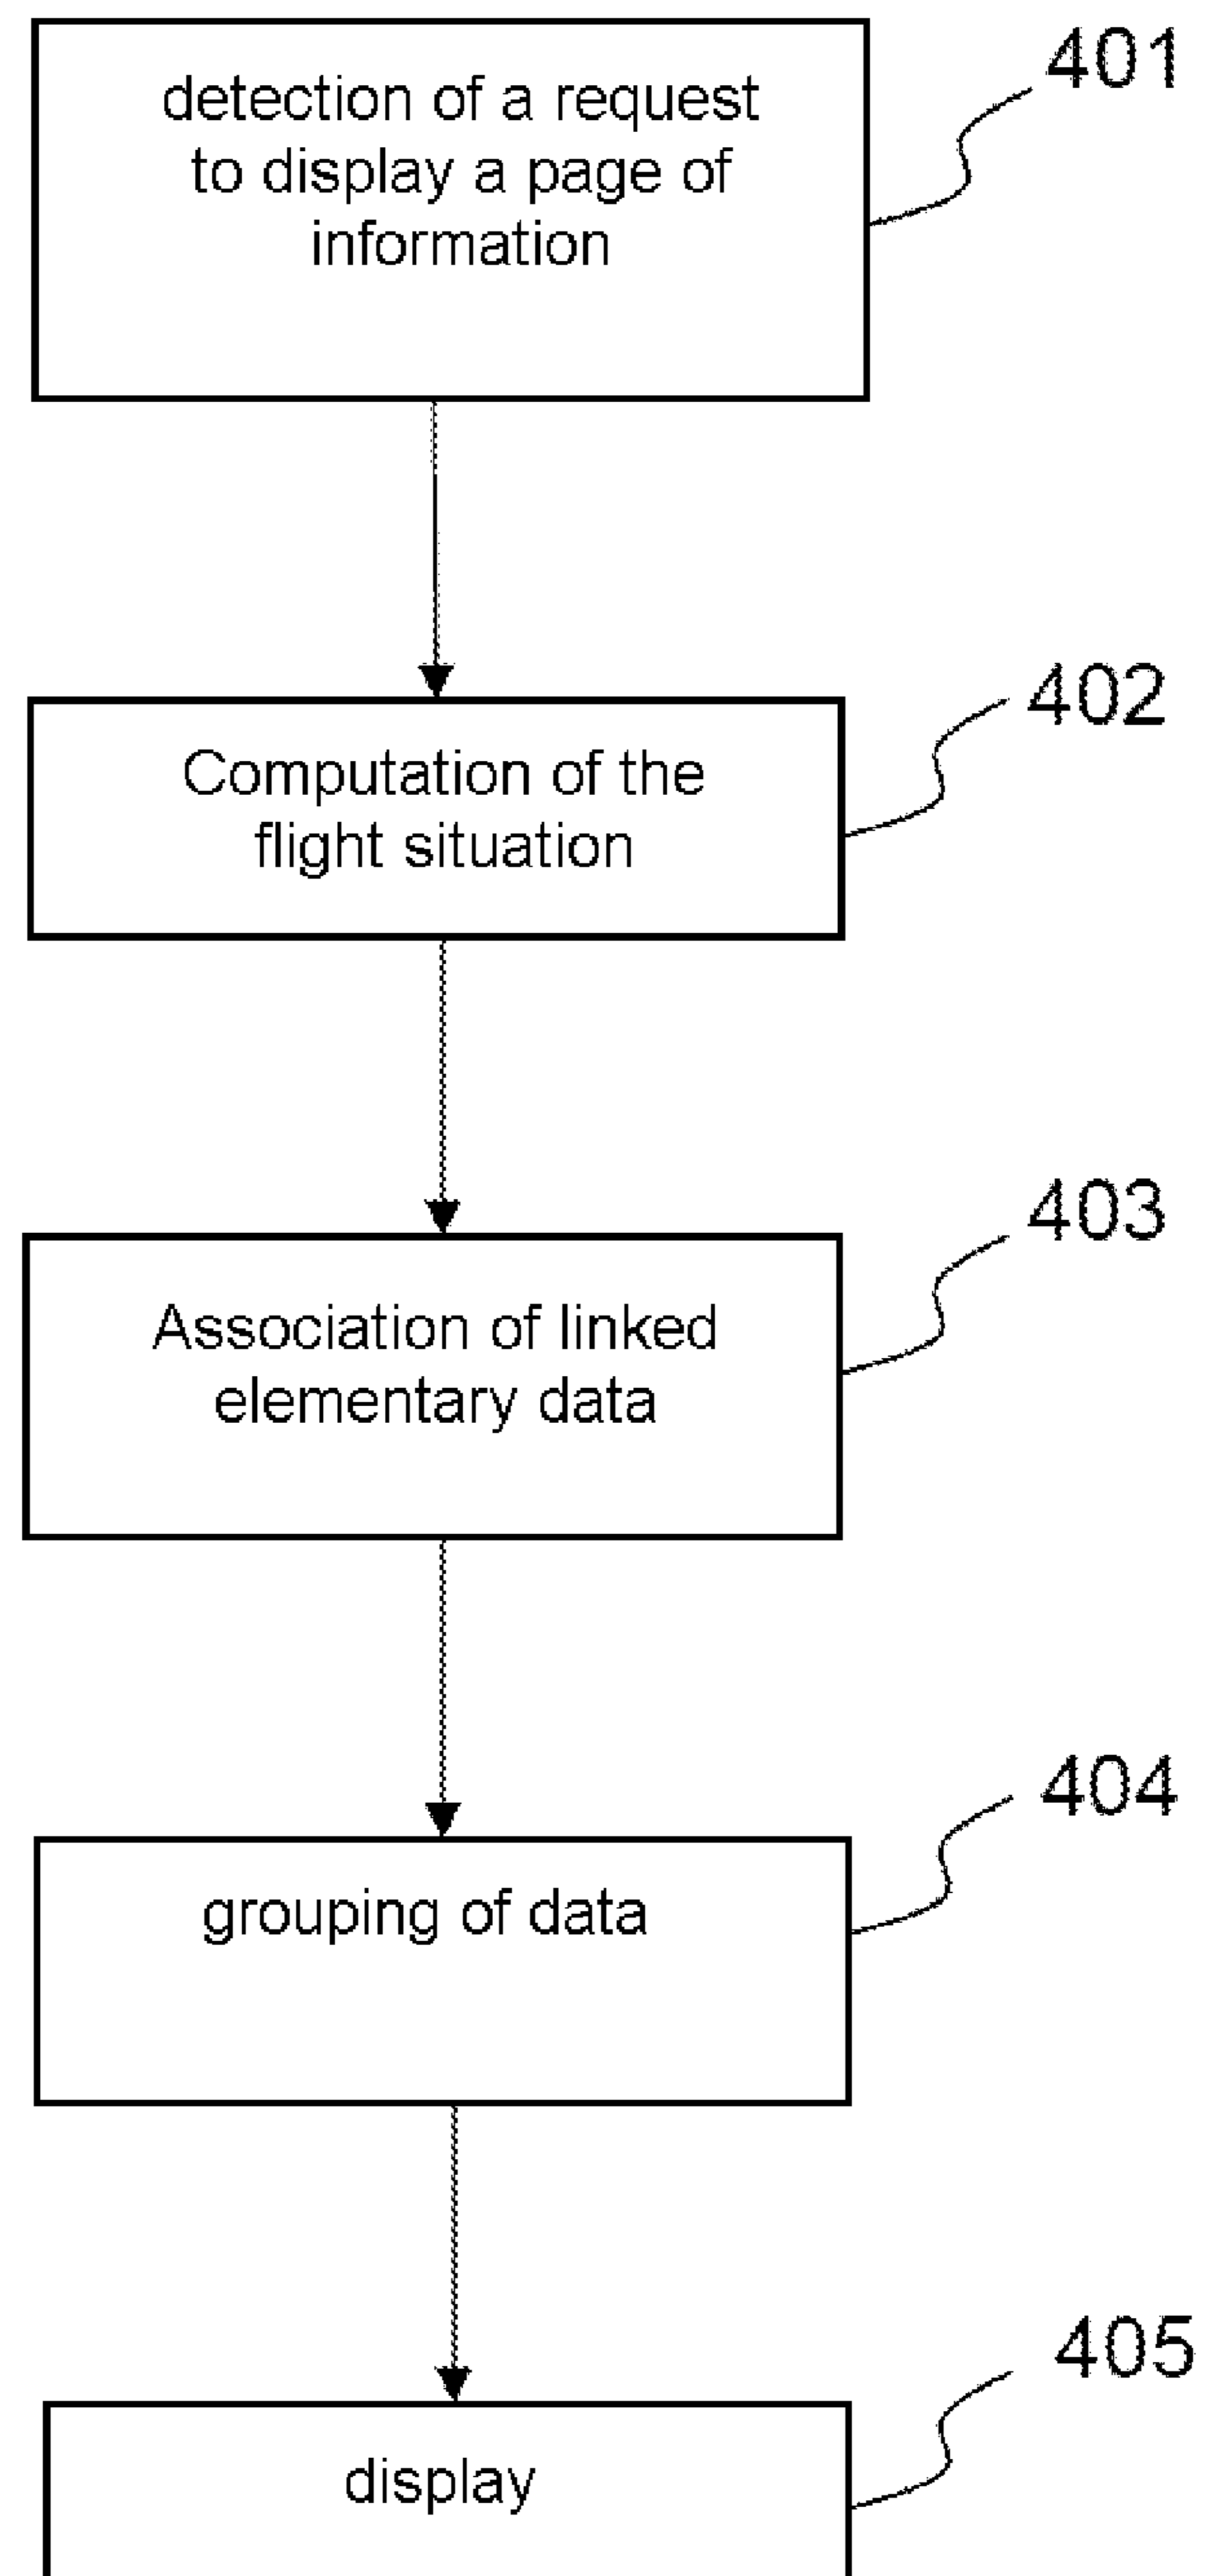 401
detection of a request
to display a page of
information
402
Computation of the
flight situation
403
Association of linked
elementary data
404
grouping of data
405
display